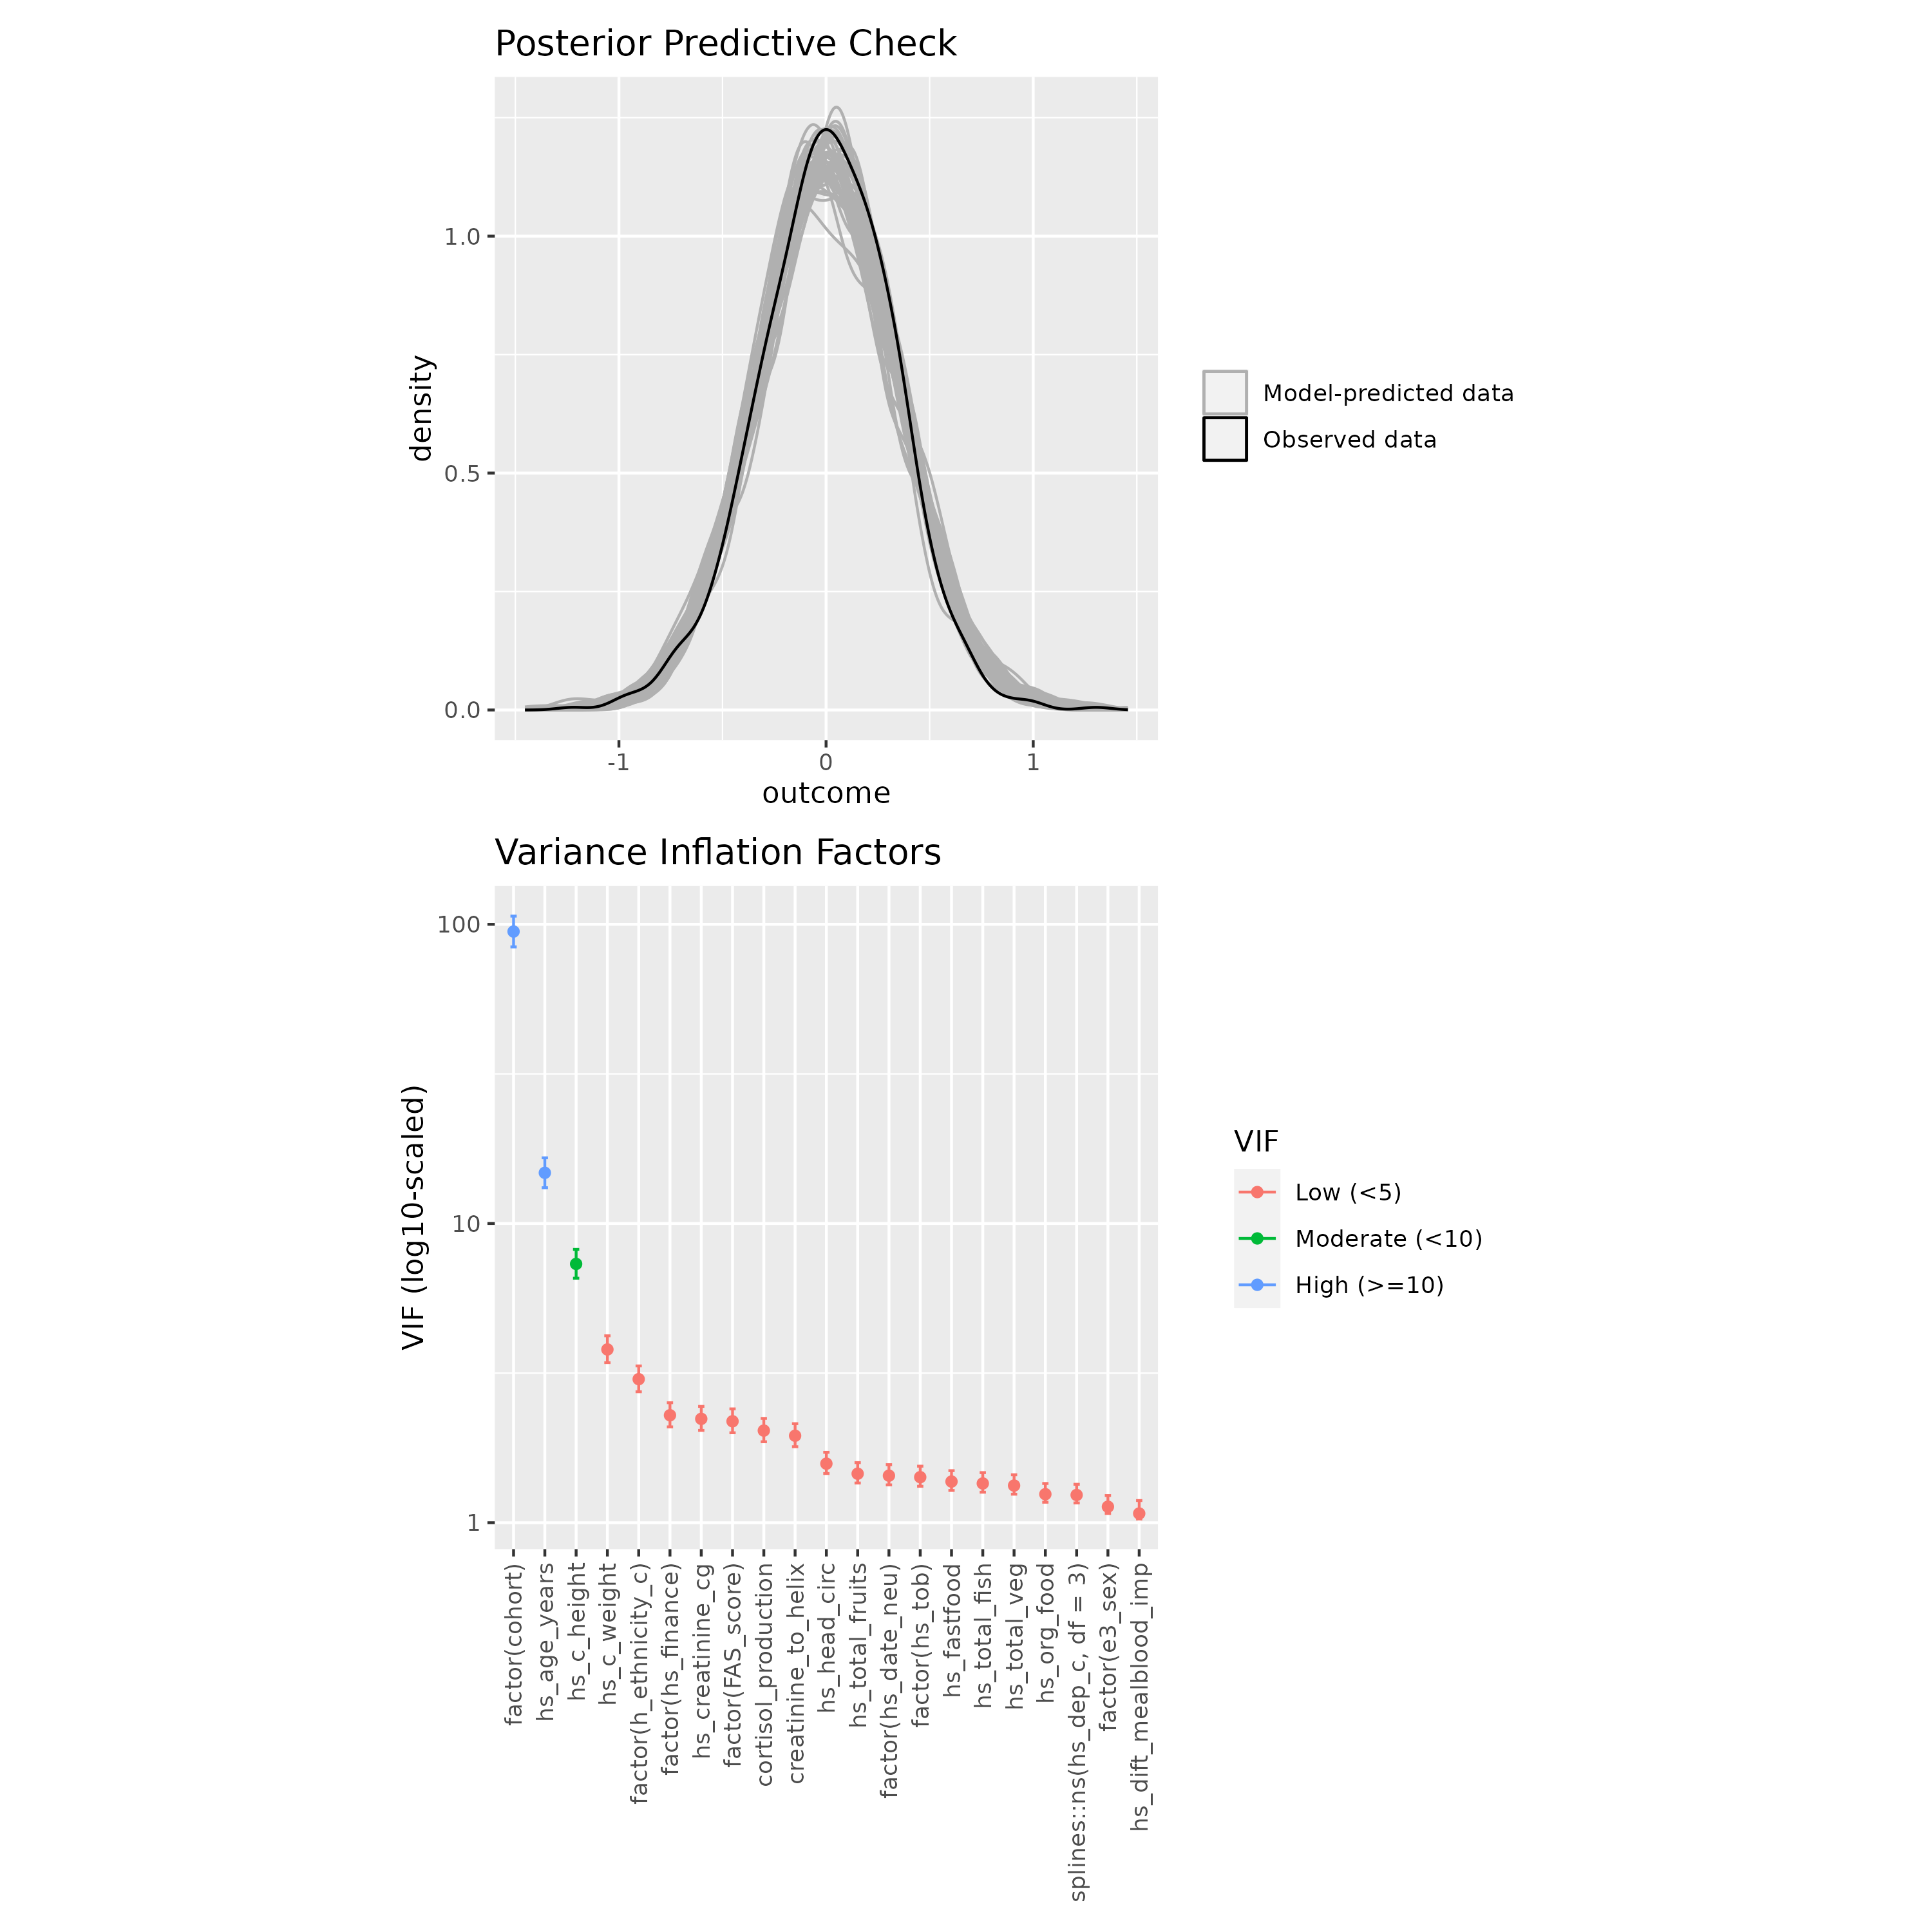 Posterior Predictive Check
density
1.0
0.5
0.0
-1
0
1
outcome
Model-predicted data
Observed data
Variance Inflation Factors
VIF (log10-scaled)
100
10
1
factor(cohort)
hs_age_years
hs_c_height
hs_c_weight
factor(h_ethnicity_c)
factor(hs_finance)
hs_creatinine_cg
factor(FAS_score)
cortisol_production
creatinine_to_helix
hs_head_circ
hs_total_fruits
factor(hs_date_neu)
factor(hs_tob)
hs_fastfood
hs_total_fish
hs_total_veg
hs_org_food
splines::ns(hs_dep_c, df = 3)
factor(e3_sex)
hs_dift_mealblood_imp
VIF
Low (<5)
Moderate (<10)
High (>=10)